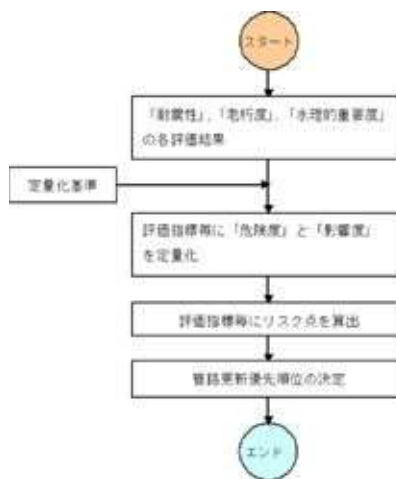 スタート
「耐震性」、「老朽度」、「水理的重要度」
の各評価結果
定量化基準
評価指標毎に「危険度」と「影響度」
を定量化
評価指標毎にリスク点を算出
管路更新優先順位の決定
エンド